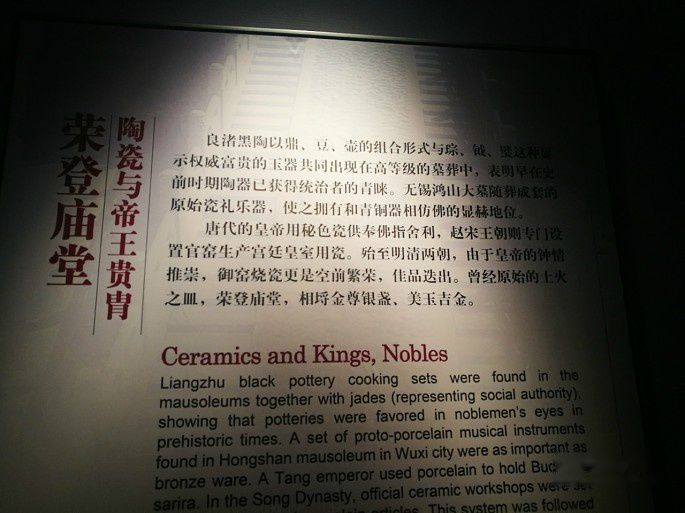 荣登庙堂
陶瓷与帝王贵胄
良渚黑陶以鼎、豆、壶的组合形式与琮、钺、璧这种显
示权威富贵的玉器共同出现在高等级的墓葬中，表明早在史
前时期陶器已获得统治者的青睐。无锡鸿山大墓随葬成套的
原始瓷礼乐器，使之拥有和青铜器相仿佛的显赫地位。
唐代的皇帝用秘色瓷供奉佛指舍利，赵宋王朝则专门设
置官窑生产宫廷皇室用瓷。殆至明清两朝，由于皇帝的钟情
推崇，御窑烧瓷更是空前繁荣，佳品迭出。曾经原始的土火
之皿，荣登庙堂，相埒金尊银盏、美玉吉金。
Ceramics and Kings, Nobles
Liangzhu black pottery cooking sets were found in the
mausoleums together with jades (representing social authority),
showing that potteries were favored in noblemen's eyes in
prehistoric times. A set of proto-porcelain musical instruments
found in Hongshan mausoleum in Wuxi city were as important as
bronze ware. A Tang emperor used porcelain to hold
sarira. In the Song Dynasty, official ceramic workshops were set
articles. This system was followed